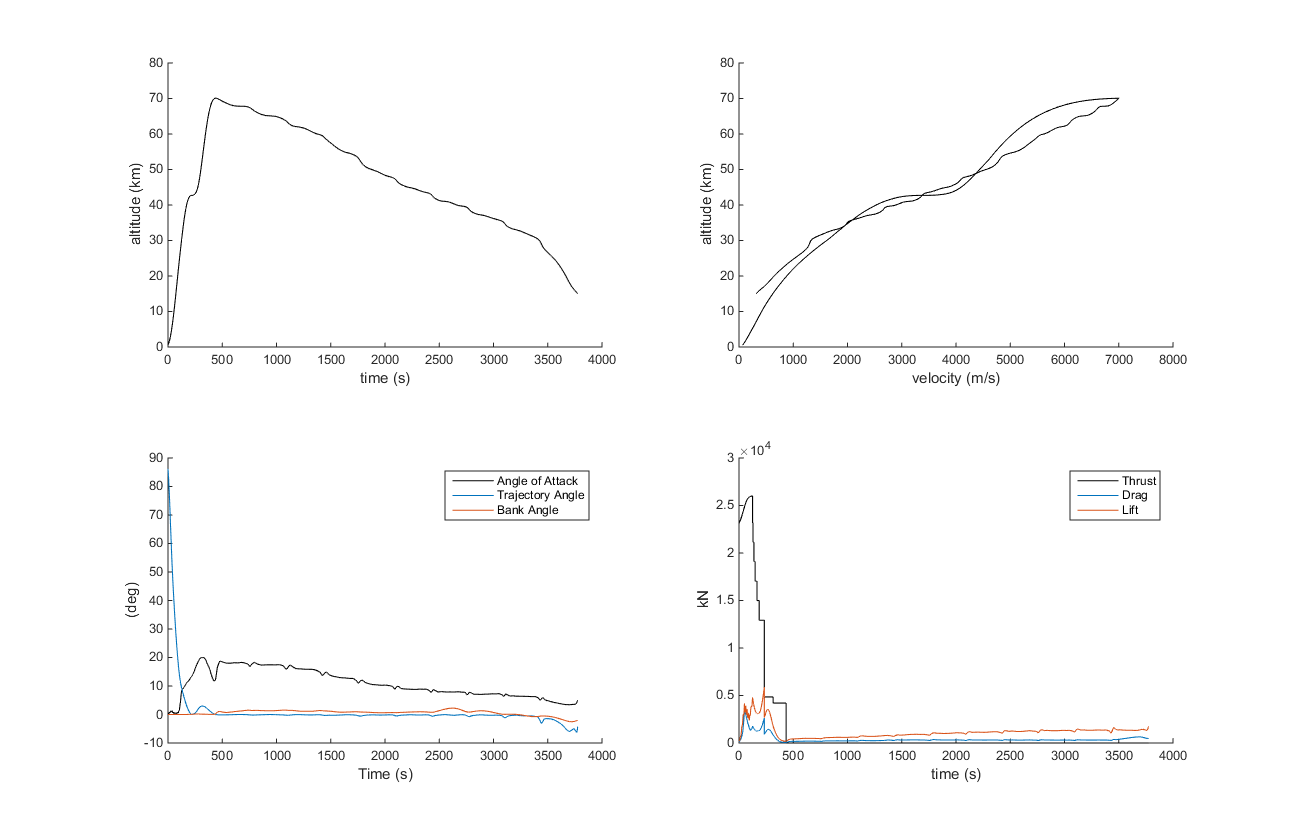 80
70
60
50
40
30
20
10
0
altitude (km)
0 500 1000 1500 2000 2500 3000 3500 4000
time (s)
80
70
60
50
40
30
20
10
0
altitude (km)
0 1000 2000 3000 4000 5000 6000 7000 8000
velocity (m/s)
90
80
70
60
50
40
30
20
10
0
-10
(deg)
Angle of Attack
Trajectory Angle
Bank Angle
0 500 1000 1500 2000 2500 3000 3500 4000
Time (s)
×10⁴
3
2.5
2
1.5
1
0.5
0
kN
Thrust
Drag
Lift
0 500 1000 1500 2000 2500 3000 3500 4000
time (s)